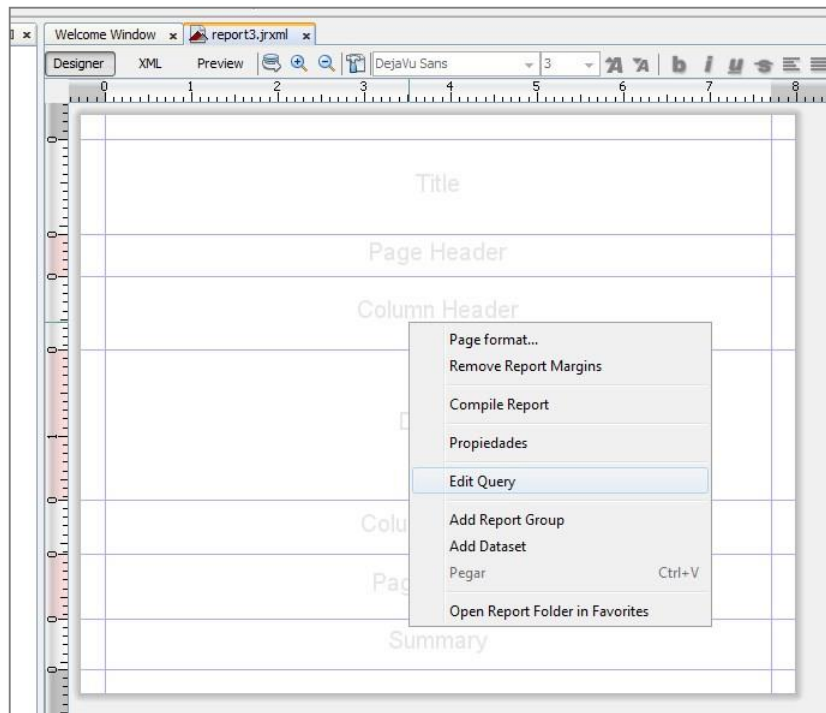 Welcome Window x report3.jrxml x
Designer XML Preview DejaVu Sans 3 b i u s
0 1 2 3 4 5 6 7 8
Title
Page Header
Column Header
Page format...
Remove Report Margins
Compile Report
D
Propiedades
Edit Query
Colu
Add Report Group
Add Dataset
Pag
Pegar Ctrl+V
Open Report Folder in Favorites
Summary